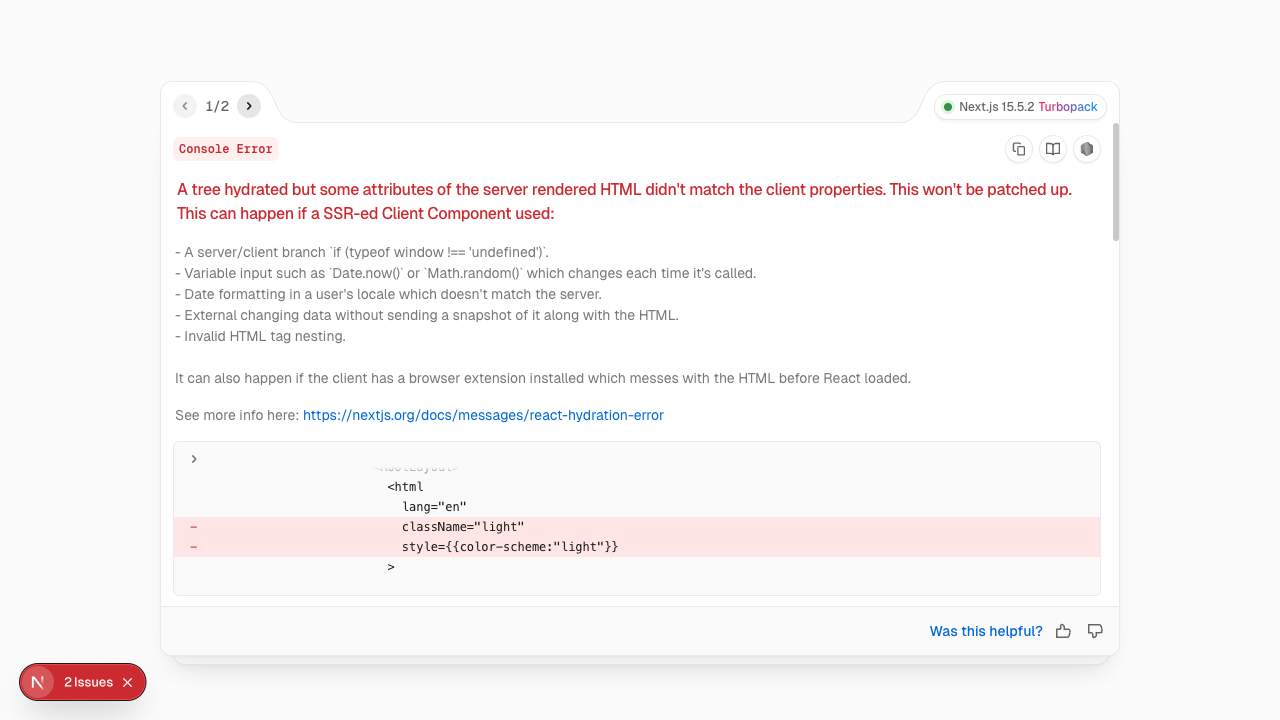 1/2
Next.js 15.5.2 Turbopack
Console Error
A tree hydrated but some attributes of the server rendered HTML didn't match the client properties. This won't be patched up.
This can happen if a SSR-ed Client Component used:
- A server/client branch `if (typeof window !== 'undefined')`.
- Variable input such as `Date.now()` or `Math.random()` which changes each time it's called.
- Date formatting in a user's locale which doesn't match the server.
- External changing data without sending a snapshot of it along with the HTML.
- Invalid HTML tag nesting.
It can also happen if the client has a browser extension installed which messes with the HTML before React loaded.
See more info here: https://nextjs.org/docs/messages/react-hydration-error
<RootLayout>
<html
lang="en"
- className="light"
- style={{color-scheme:"light"}}
>
Was this helpful?
N 2 Issues